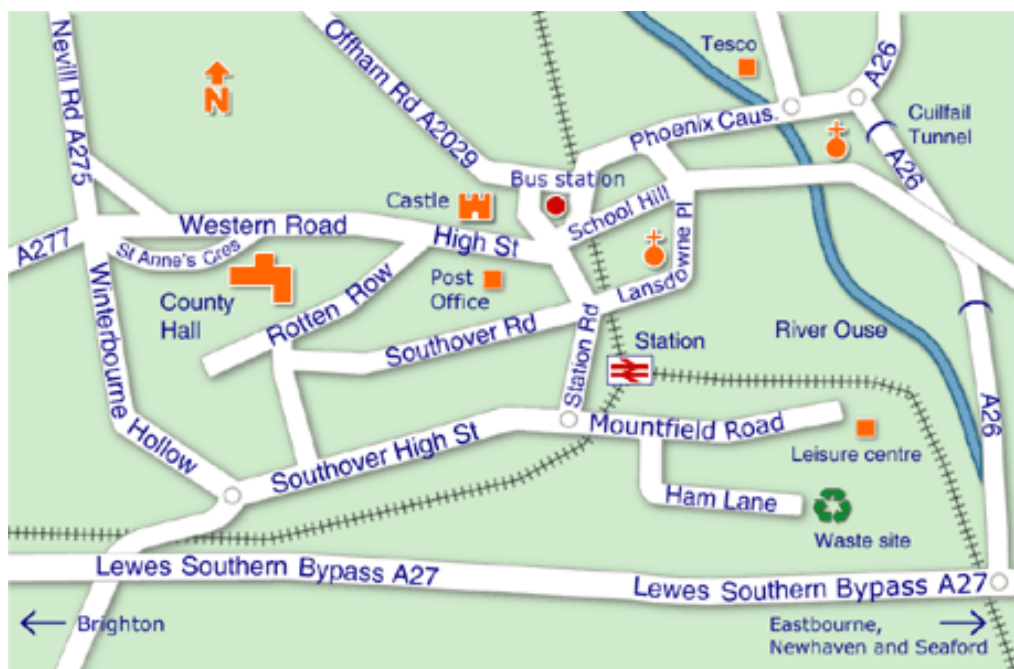 Nevill Rd A275
N
Offham Rd A2029
Tesco
A26
Phoenix Caus.
Cuilfail
Tunnel
A26
Bus station
Castle
School Hill
Western Road
High St
A277
St Anne's Cres
Lansdowne Pl
Post
Office
County
Hall
Rotten Row
Winterbourne Hollow
Southover Rd
Station Rd
Station
River Ouse
A26
Mountfield Road
Southover High St
Leisure centre
Ham Lane
Waste site
Lewes Southern Bypass A27
Lewes Southern Bypass A27
Brighton
Eastbourne,
Newhaven and Seaford